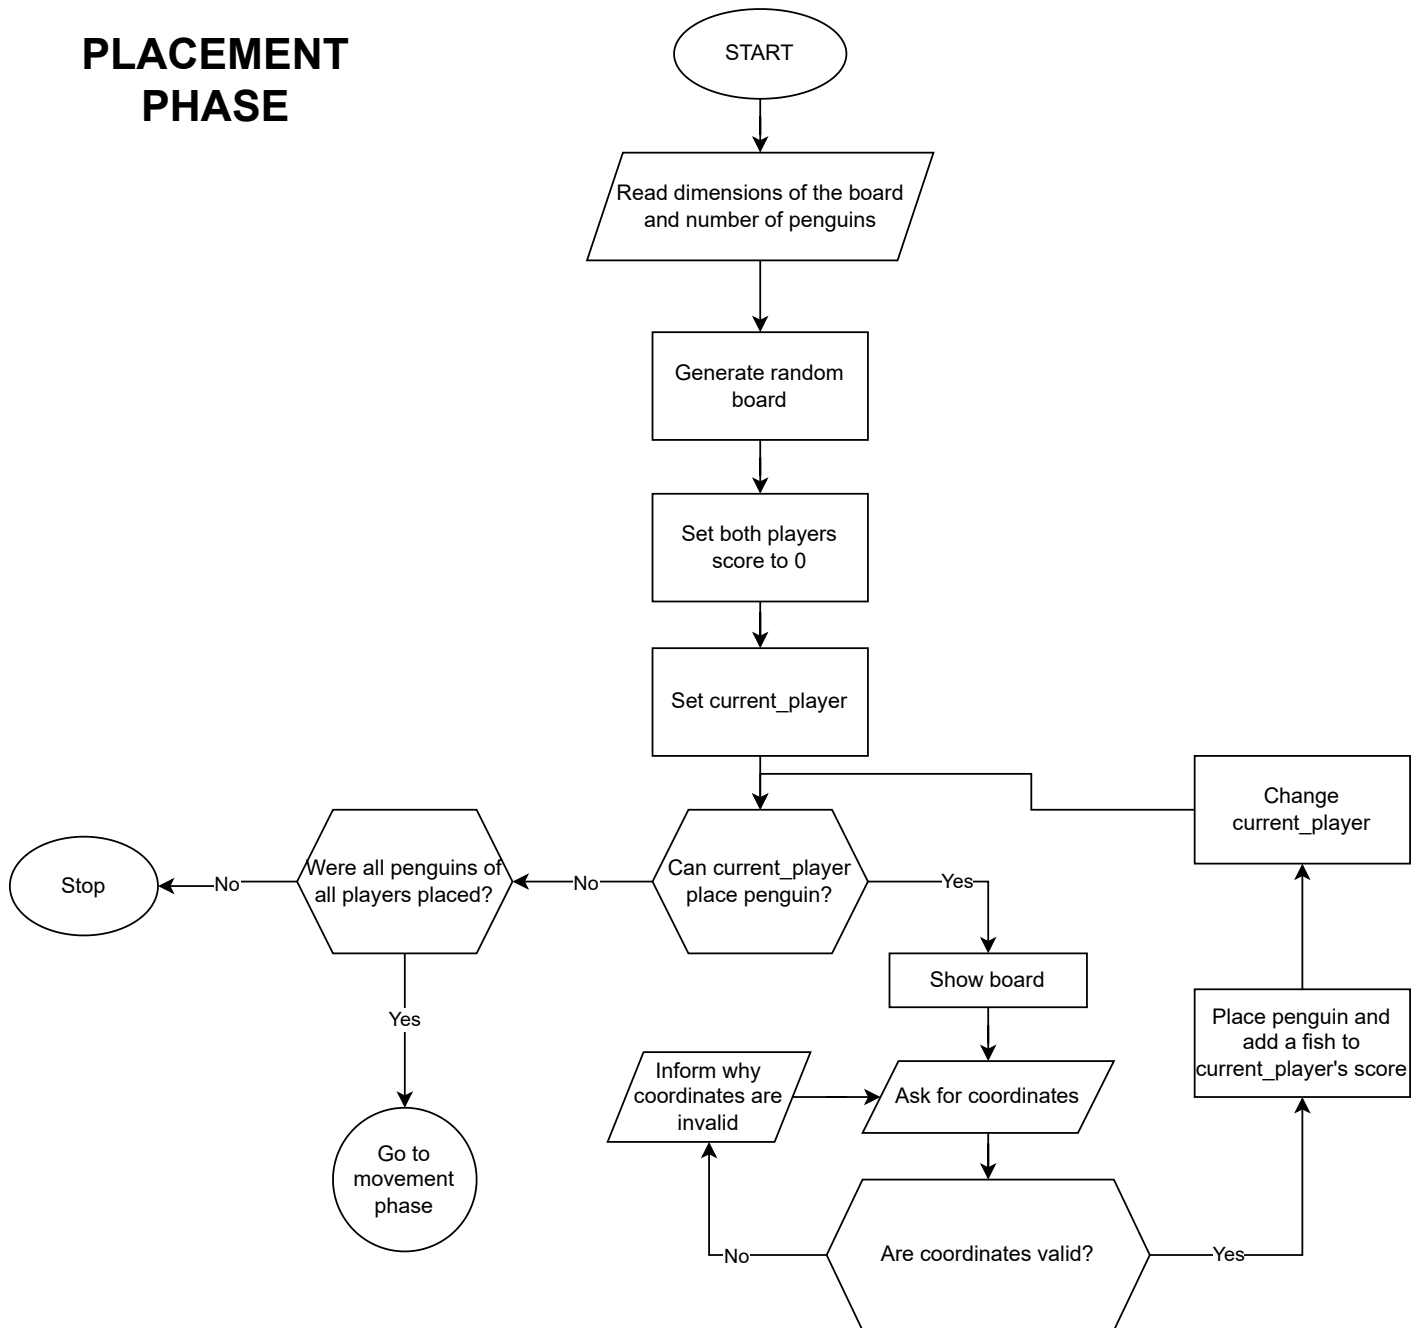 PLACEMENT
PHASE
START
Read dimensions of the board
and number of penguins
Generate random
board
Set both players
score to 0
Set current_player
Change
current_player
Can current_player
place penguin?
Were all penguins of
all players placed?
Stop
No
No
Yes
Show board
Yes
Place penguin and
add a fish to
current_player's score
Inform why
coordinates are
invalid
Ask for coordinates
Go to
movement
phase
Are coordinates valid?
No
Yes